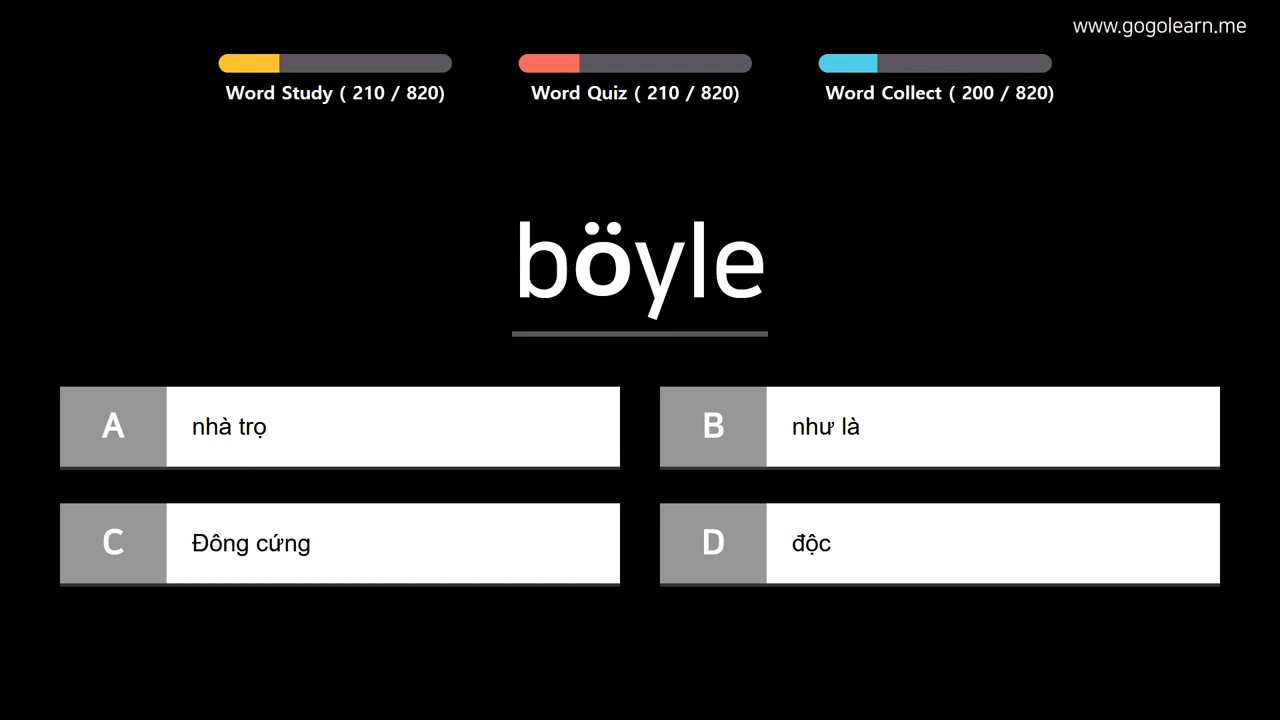 www.gogolearn.me
Word Study ( 210 / 820)
Word Quiz ( 210 / 820)
Word Collect ( 200 / 820)
böyle
A nhà trọ
B như là
C Đông cứng
D độc